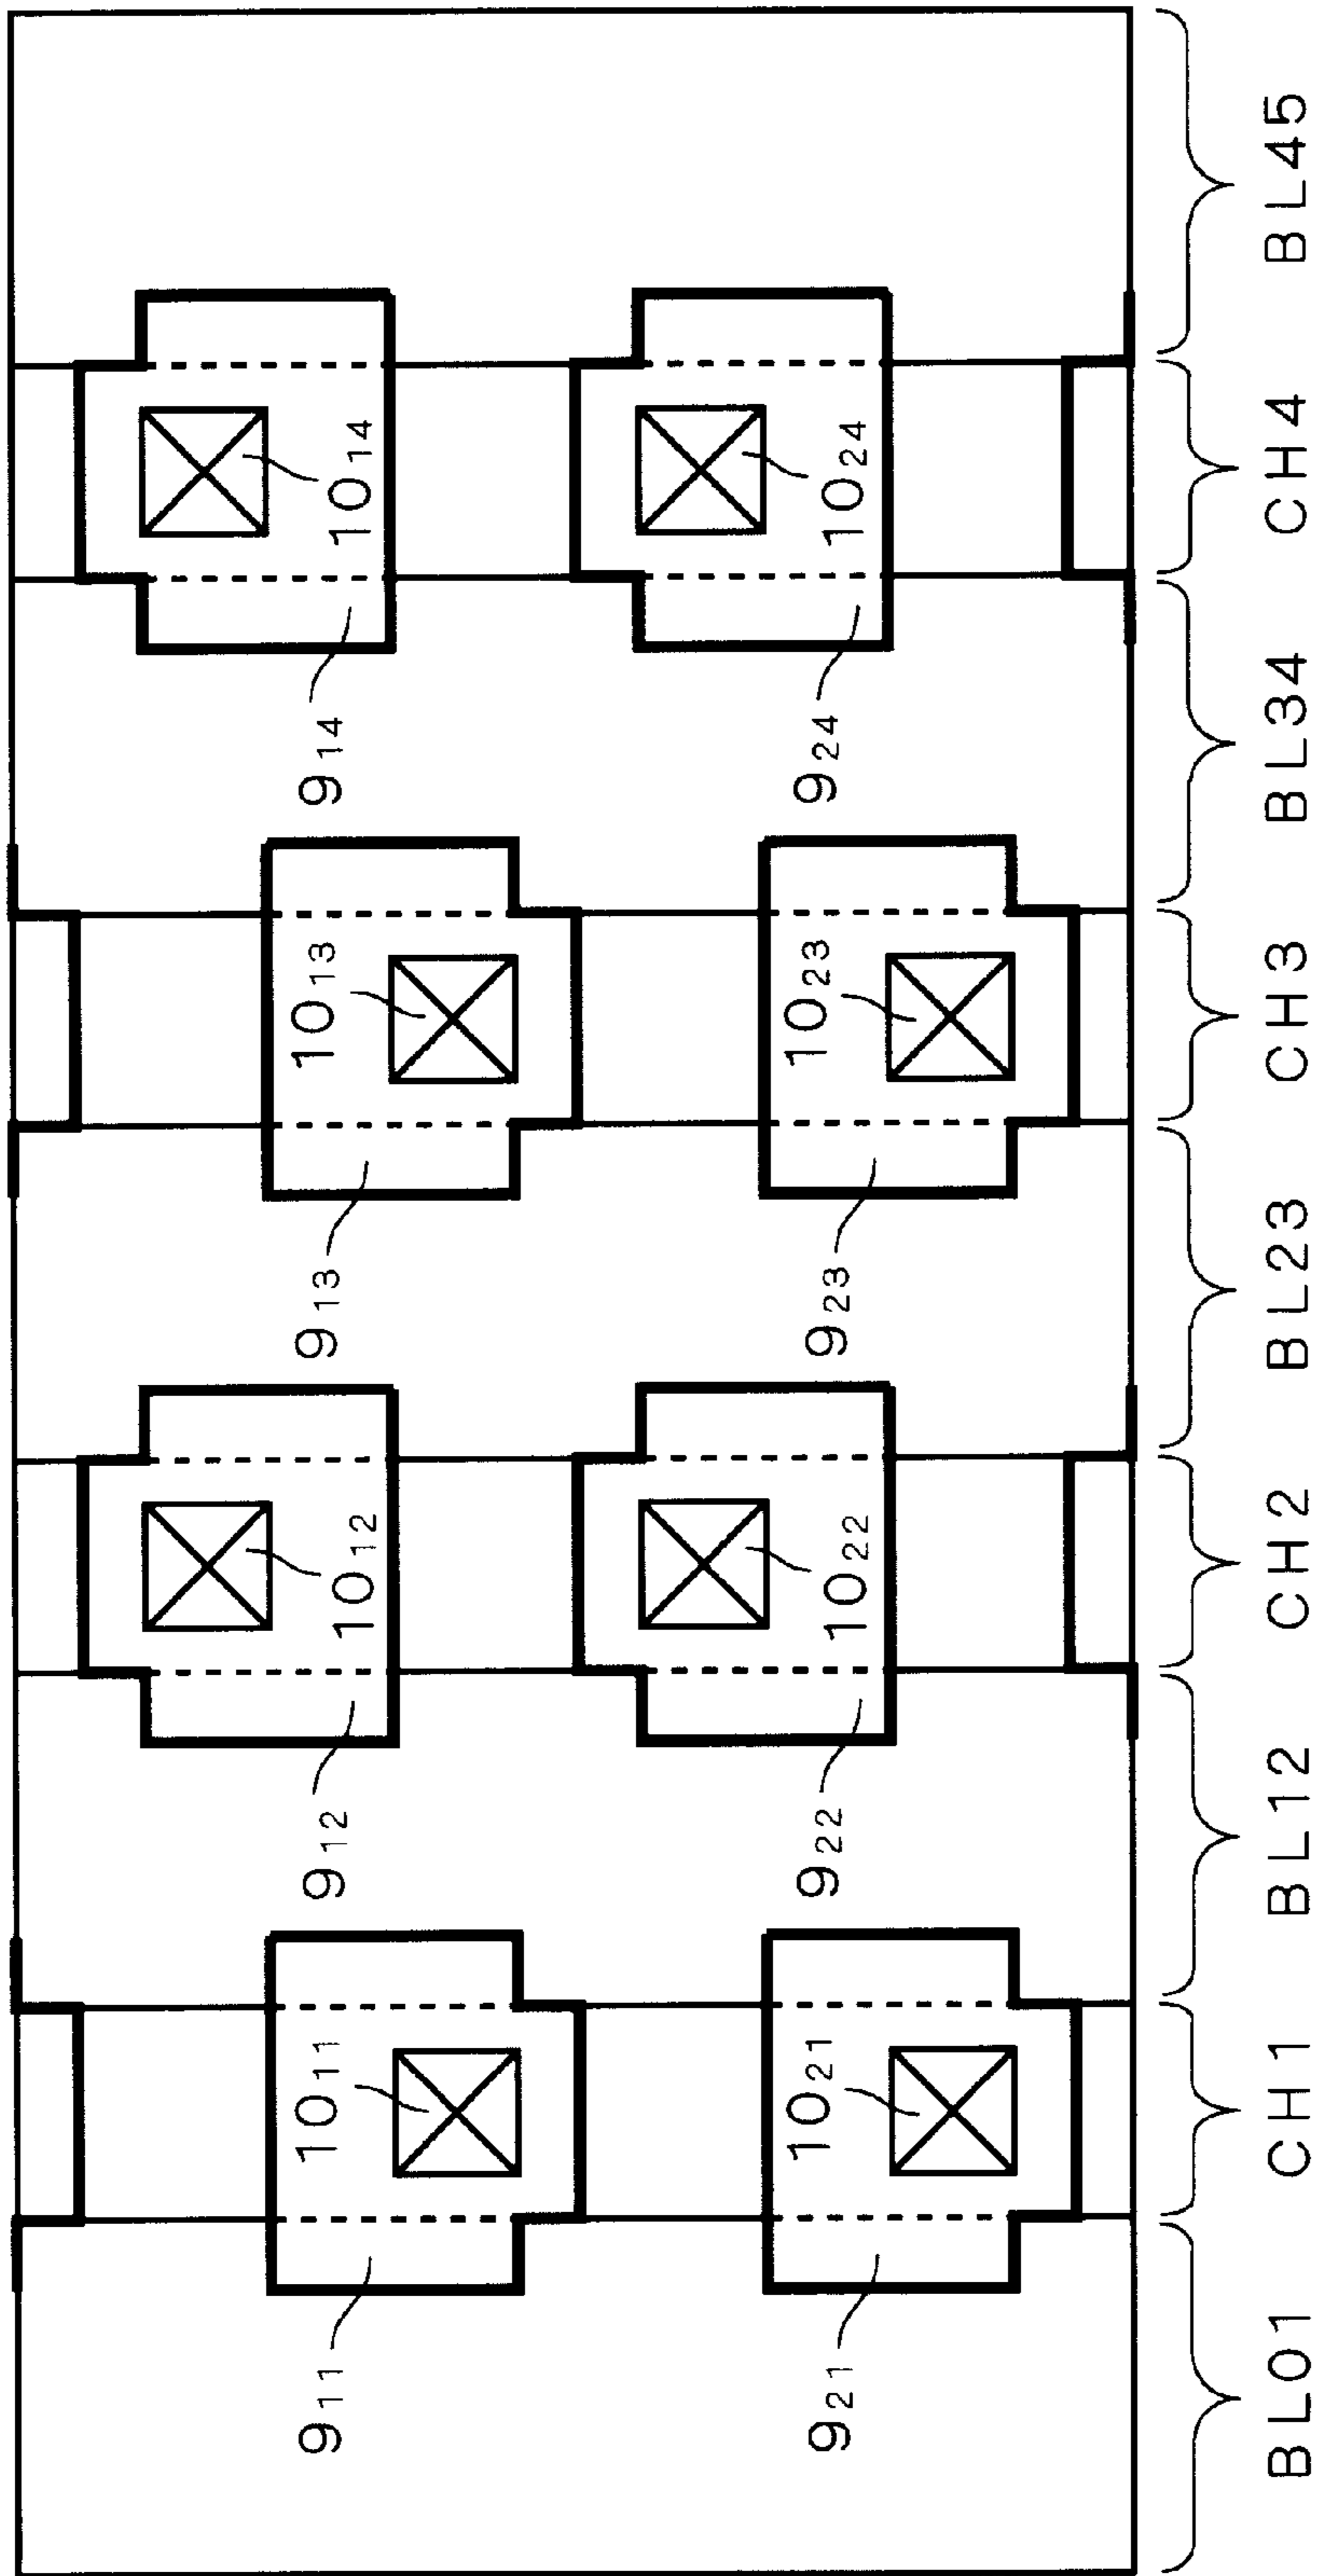 10₁₁ 10₁₃
10₁₂ 10₁₄
9₁₁ 9₁₂ 9₁₃ 9₁₄
10₂₁ 10₂₃
10₂₂ 10₂₄
9₂₁ 9₂₂ 9₂₃ 9₂₄
BL01 CH1 BL12 CH2 BL23 CH3 BL34 CH4 BL45